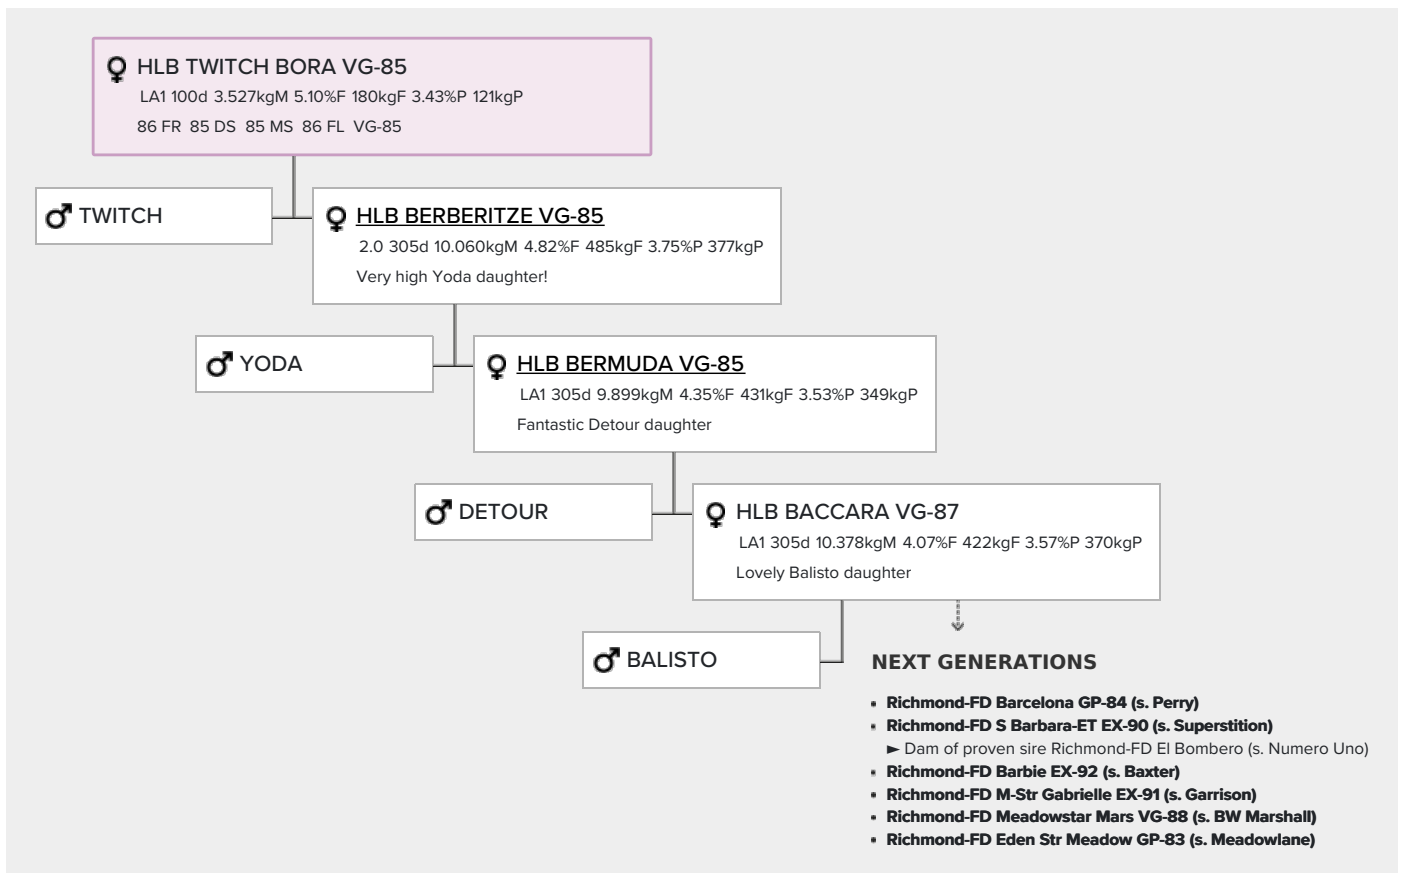 HLB TWITCH BORA VG-85
LA1 100d 3.527kgM 5.10%F 180kgF 3.43%P 121kgP
86 FR 85 DS 85 MS 86 FL VG-85
TWITCH
HLB BERBERITZE VG-85
2.0 305d 10.060kgM 4.82%F 485kgF 3.75%P 377kgP
Very high Yoda daughter!
YODA
HLB BERMUDA VG-85
LA1 305d 9.899kgM 4.35%F 431kgF 3.53%P 349kgP
Fantastic Detour daughter
DETOUR
HLB BACCARA VG-87
LA1 305d 10.378kgM 4.07%F 422kgF 3.57%P 370kgP
Lovely Balisto daughter
BALISTO
NEXT GENERATIONS
• Richmond-FD Barcelona GP-84 (s. Perry)
• Richmond-FD S Barbara-ET EX-90 (s. Superstition)
► Dam of proven sire Richmond-FD El Bombero (s. Numero Uno)
• Richmond-FD Barbie EX-92 (s. Baxter)
• Richmond-FD M-Str Gabrielle EX-91 (s. Garrison)
• Richmond-FD Meadowstar Mars VG-88 (s. BW Marshall)
• Richmond-FD Eden Str Meadow GP-83 (s. Meadowlane)